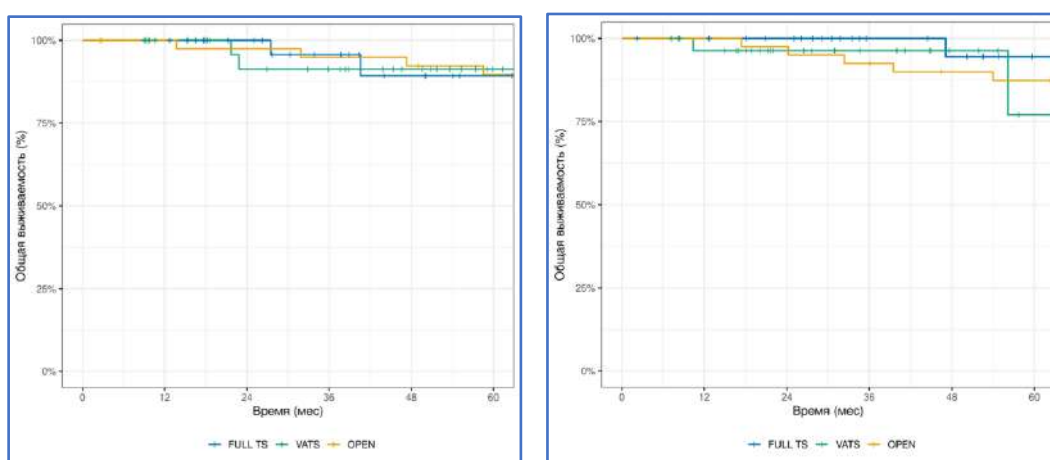 100%
75%
50%
25%
0%
Общая выживаемость (%)
0 12 24 36 48 60
Время (мес)
FULL TS VATS OPEN
100%
75%
50%
25%
0%
Общая выживаемость (%)
0 12 24 36 48 60
Время (мес)
FULL TS VATS OPEN